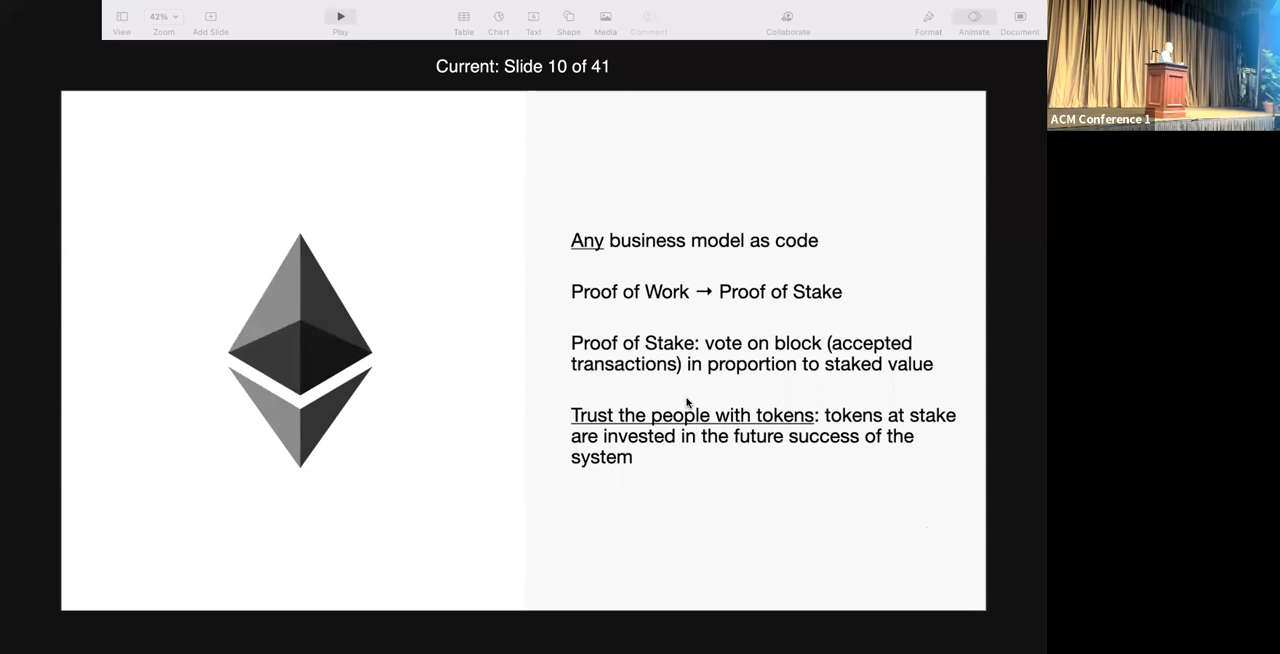 View
42%
Zoom
Add Slide
Play
Table
Chart
Text
Shape
Media
Comment
Collaborate
Format
Animate
Document
Current: Slide 10 of 41
ACM Conference 1
Any business model as code
Proof of Work → Proof of Stake
Proof of Stake: vote on block (accepted
transactions) in proportion to staked value
Trust the people with tokens: tokens at stake
are invested in the future success of the
system